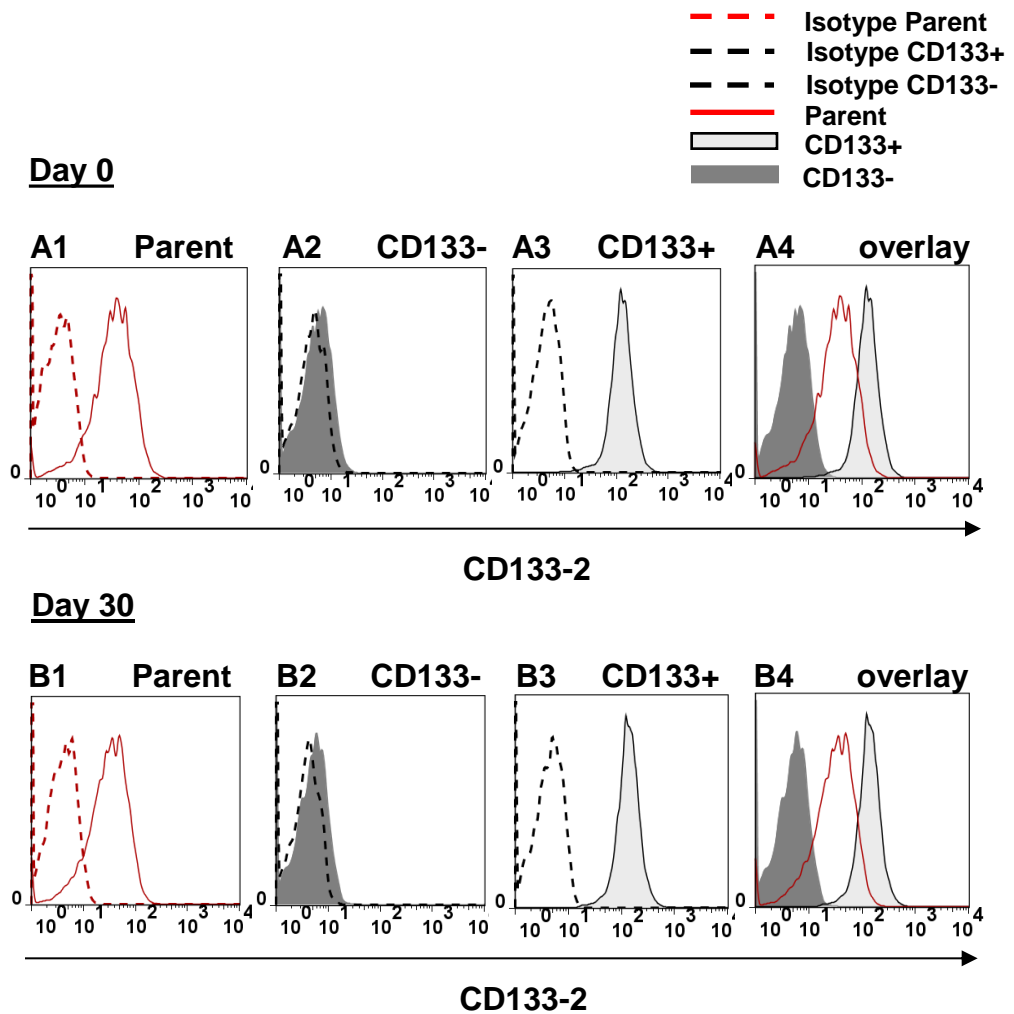 Isotype Parent
Isotype CD133+
Isotype CD133-
Parent
CD133+
CD133-
Day 0
A1 Parent
A2 CD133-
A3 CD133+
A4 overlay
0
10 0 10 1 10 2 10 3 10
0
10 0 10 1 10 2 10 3 10
0
10 0 10 1 10 2 10 3 10
0
10 0 10 1 10 2 10 3 10 4
CD133-2
Day 30
B1 Parent
B2 CD133-
B3 CD133+
B4 overlay
0
10 0 10 1 10 2 10 3 10 4
0
10 0 10 1 10 2 10 3 10
0
10 0 10 1 10 2 10 3 10
0
10 0 10 1 10 2 10 3 10 4
CD133-2